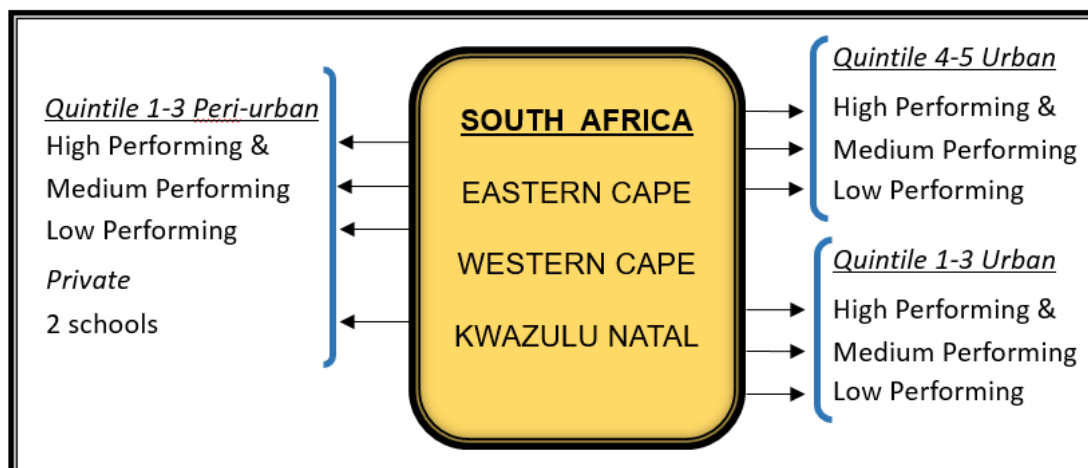 Quintile 1-3 Peri-urban
High Performing &
Medium Performing
Low Performing
Private
2 schools
SOUTH AFRICA
EASTERN CAPE
WESTERN CAPE
KWAZULU NATAL
Quintile 4-5 Urban
High Performing &
Medium Performing
Low Performing
Quintile 1-3 Urban
High Performing &
Medium Performing
Low Performing